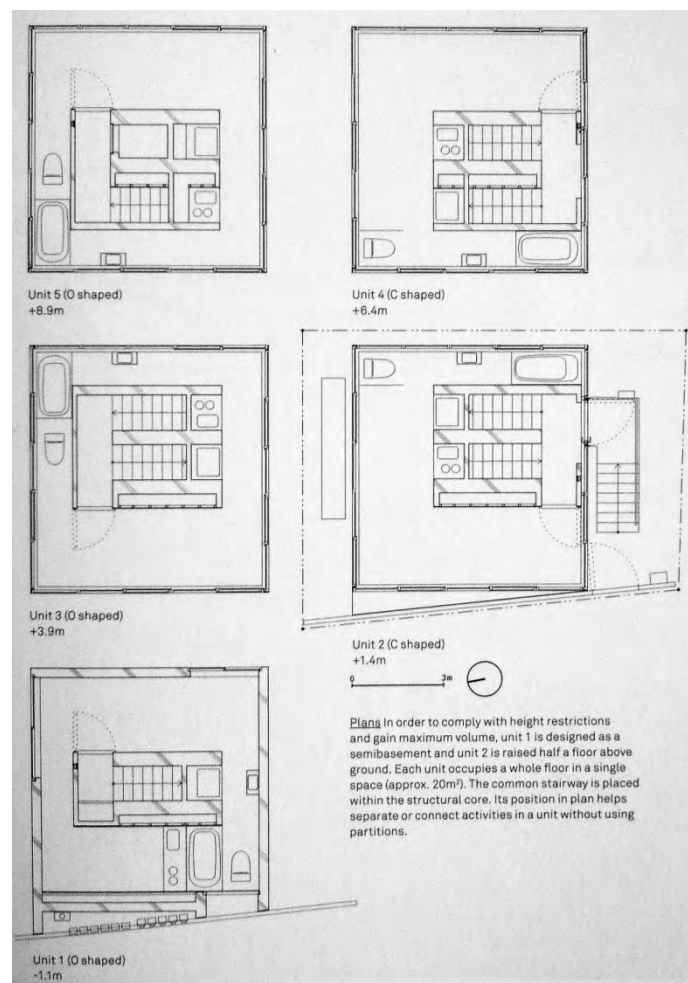 Unit 5 (O shaped)
+8.9m
Unit 4 (C shaped)
+6.4m
Unit 3 (O shaped)
+3.9m
Unit 2 (C shaped)
+1.4m
0 3m
Plans In order to comply with height restrictions
and gain maximum volume, unit 1 is designed as a
semibasement and unit 2 is raised half a floor above
ground. Each unit occupies a whole floor in a single
space (approx. 20m²). The common stairway is placed
within the structural core. Its position in plan helps
separate or connect activities in a unit without using
partitions.
Unit 1 (O shaped)
-1.1m